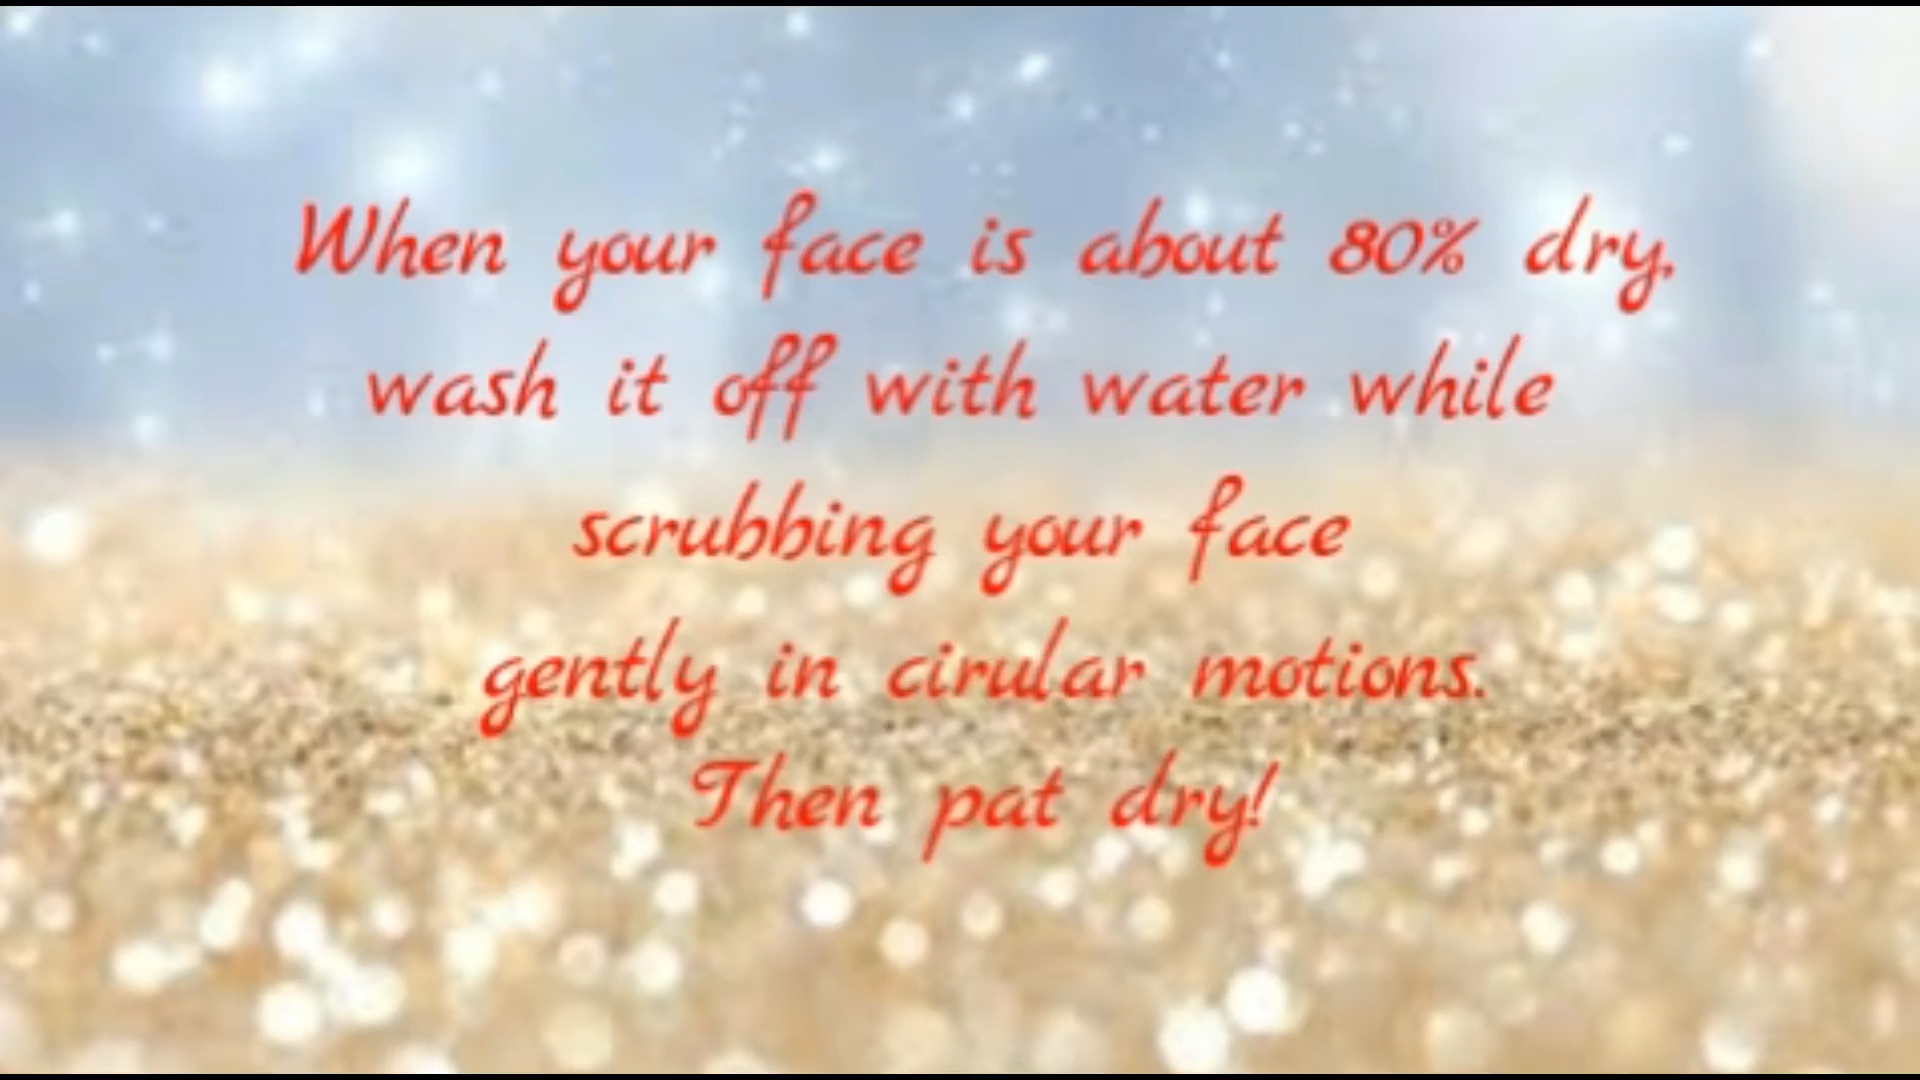 When your face is about 80% dry,
wash it off with water while
scrubbing your face
gently in cirular motions.
Then pat dry!